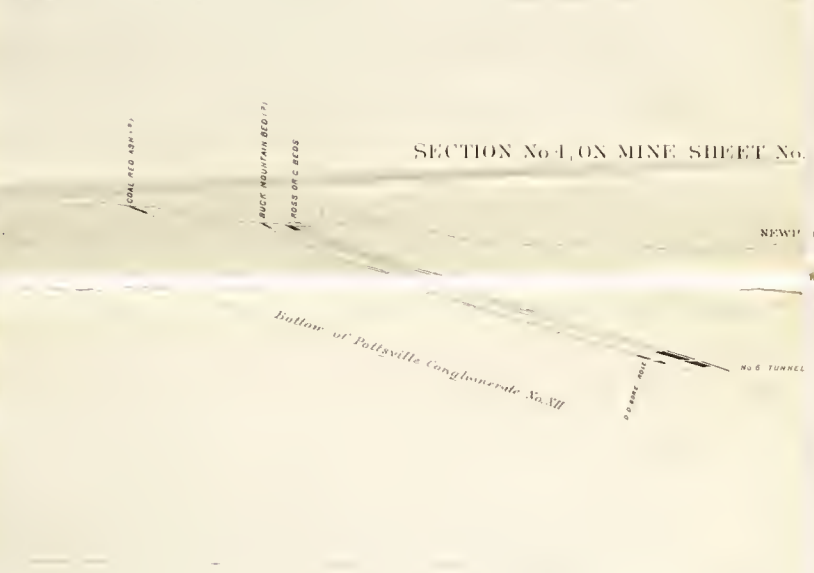 SECTION No 4, ON MINE SHEET No.
COAL RED ASH (?)
BUCK MOUNTAIN BED (?)
ROSS OR C BEDS
NEWP
Bottom of Pottsville Conglomerate No. XII
D D BORE HOLE
No 6 TUNNEL